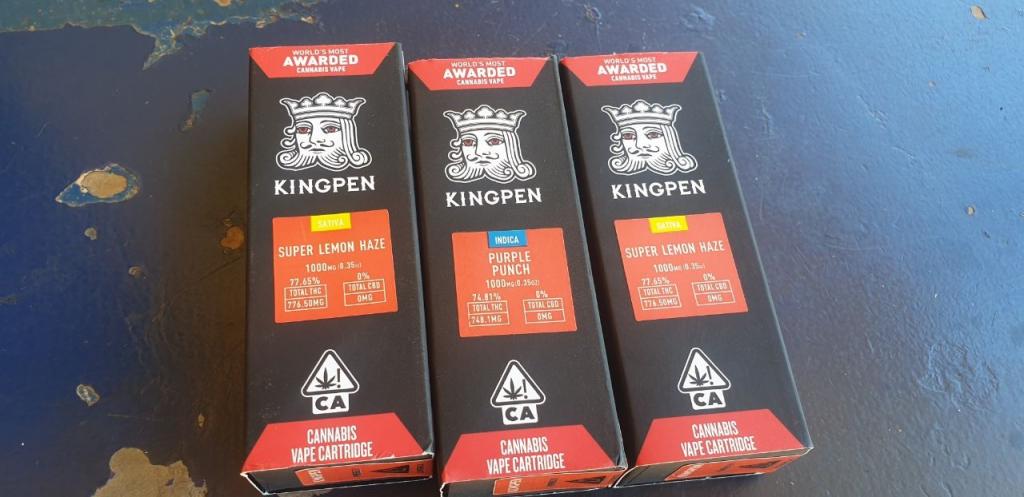 WORLD'S MOST
AWARDED
CANNABIS VAPE
KINGPEN
SATIVA
SUPER LEMON HAZE
1000MG (0.35oz)
77.65% 0%
TOTAL THC TOTAL CBD
776.50MG 0MG
CA
CANNABIS
VAPE CARTRIDGE
WORLD'S MOST
AWARDED
CANNABIS VAPE
KINGPEN
INDICA
PURPLE
PUNCH
1000MG(0.35OZ)
74.81% 0%
TOTAL THC TOTAL CBD
748.1MG 0MG
CA
CANNABIS
VAPE CARTRIDGE
WORLD'S MOST
AWARDED
CANNABIS VAPE
KINGPEN
SATIVA
SUPER LEMON HAZE
1000MG (0.35oz)
77.65% 0%
TOTAL THC TOTAL CBD
776.50MG 0MG
CA
CANNABIS
VAPE CARTRIDGE